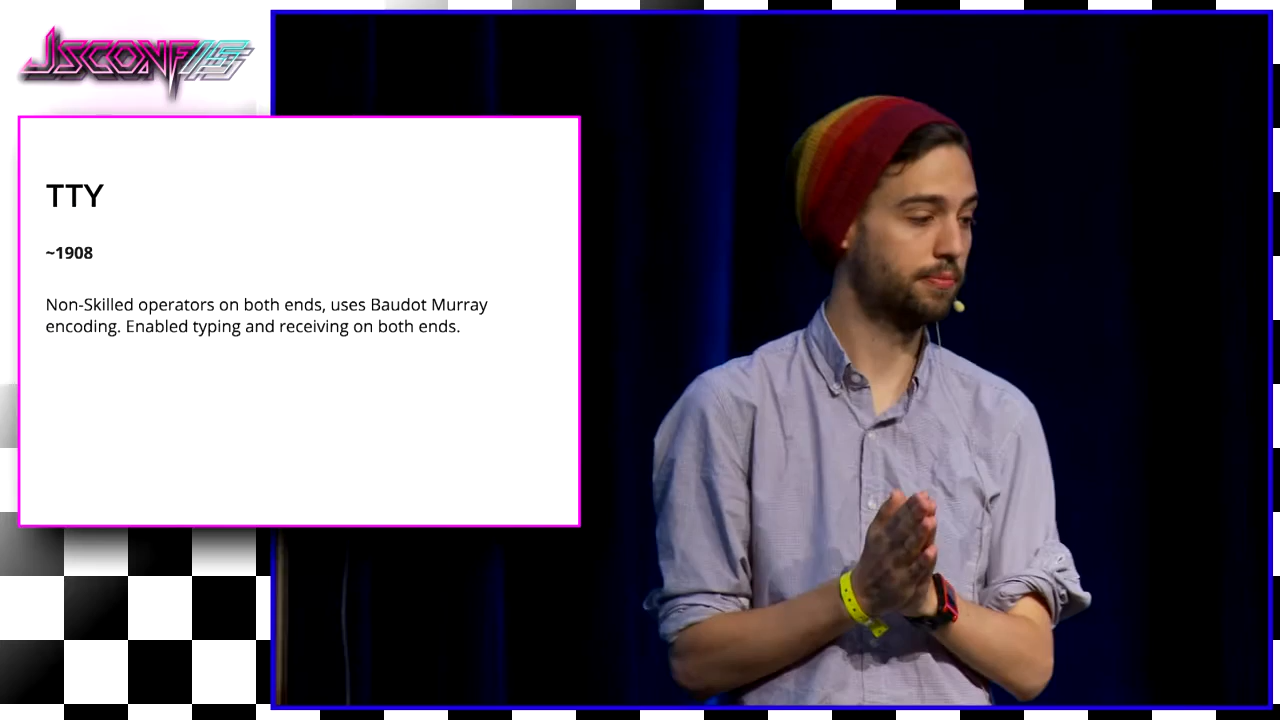 JSCONF/IS
TTY
~1908
Non-Skilled operators on both ends, uses Baudot Murray
encoding. Enabled typing and receiving on both ends.